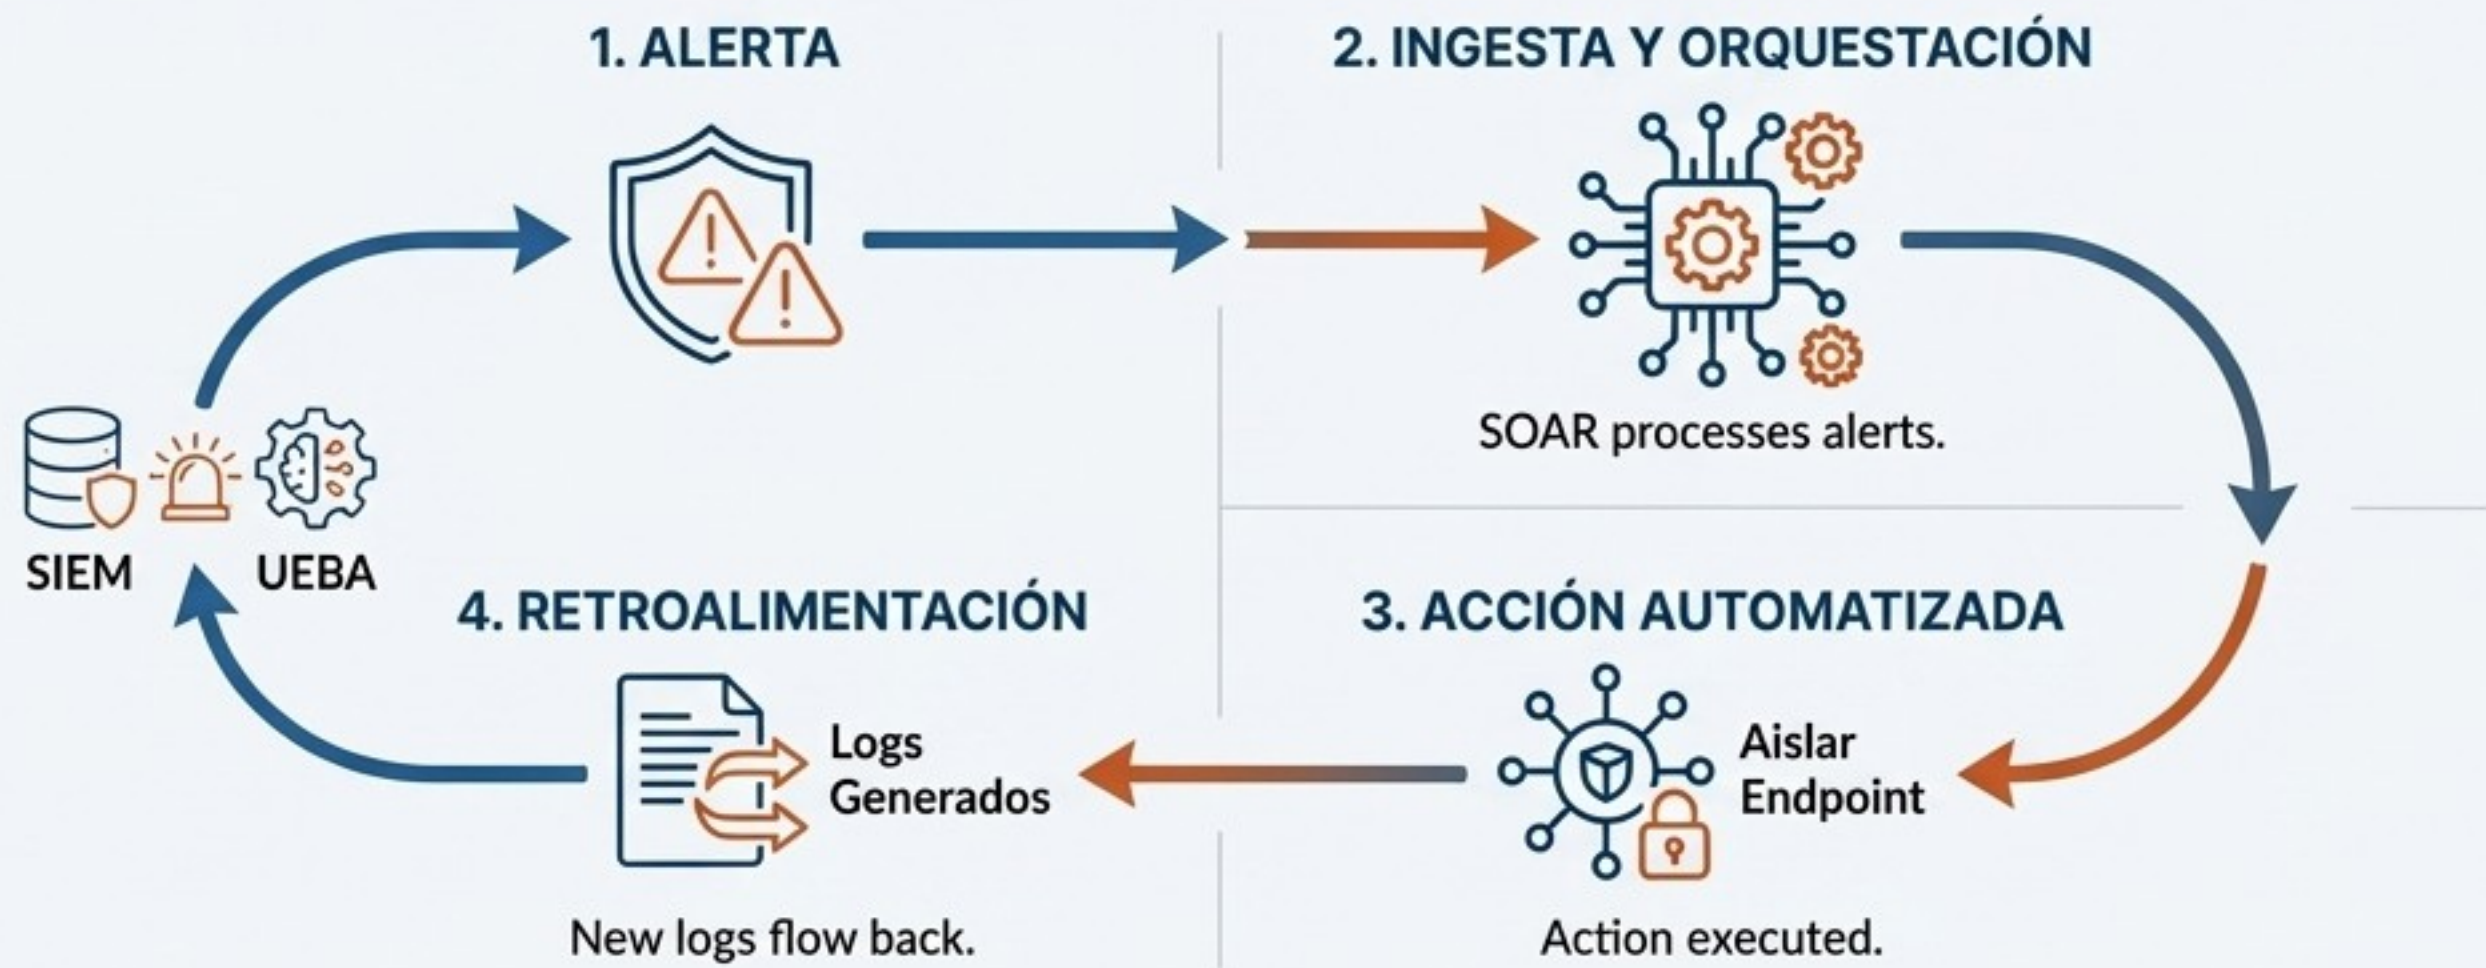 1. ALERTA
2. INGESTA Y ORQUESTACIÓN
SOAR processes alerts.
SIEM
UEBA
4. RETROALIMENTACIÓN
3. ACCIÓN AUTOMATIZADA
Logs
Generados
Aislar
Endpoint
New logs flow back.
Action executed.